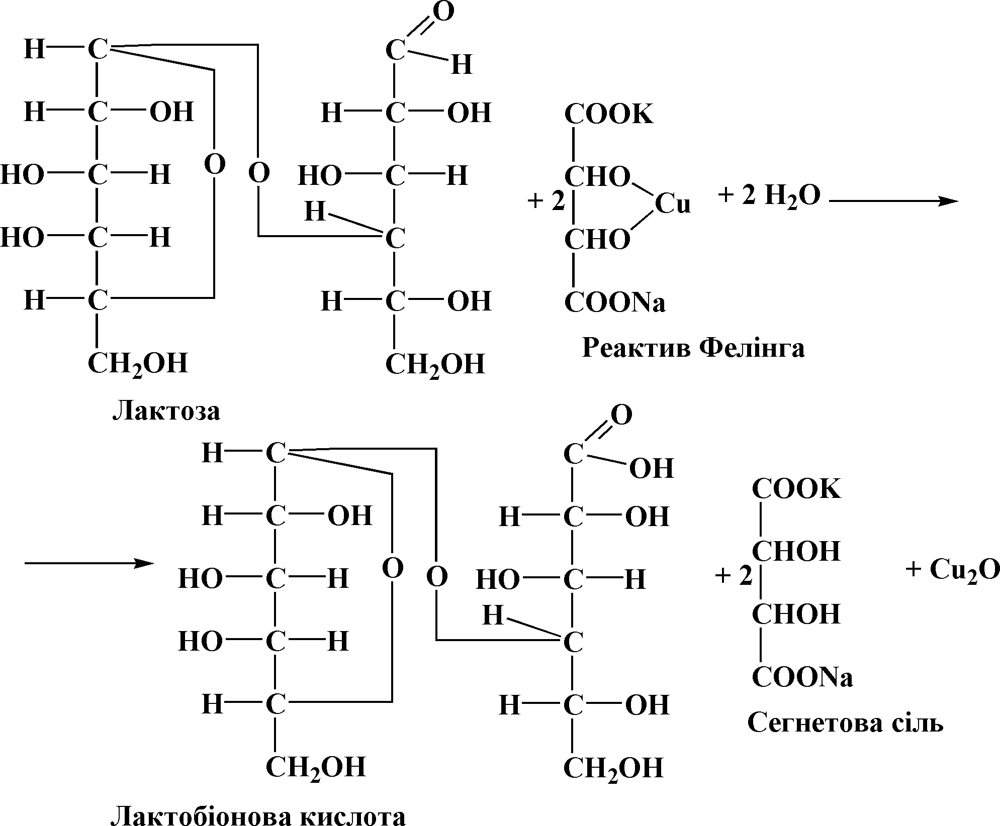 O
H C C H
H C OH H C OH COOK
HO C H O O HO C H CHO
+ 2 Cu + 2 H₂O
H
HO C H C CHO
H C H C OH COONa
Реактив Фелінга
CH₂OH CH₂OH
Лактоза
O
H C C OH
COOK
H C OH H C OH
CHOH
HO C H O O HO C H + 2 + Cu₂O
H CHOH
HO C H C
COONa
H C H C OH
Сегнетова сіль
CH₂OH CH₂OH
Лактобіонова кислота